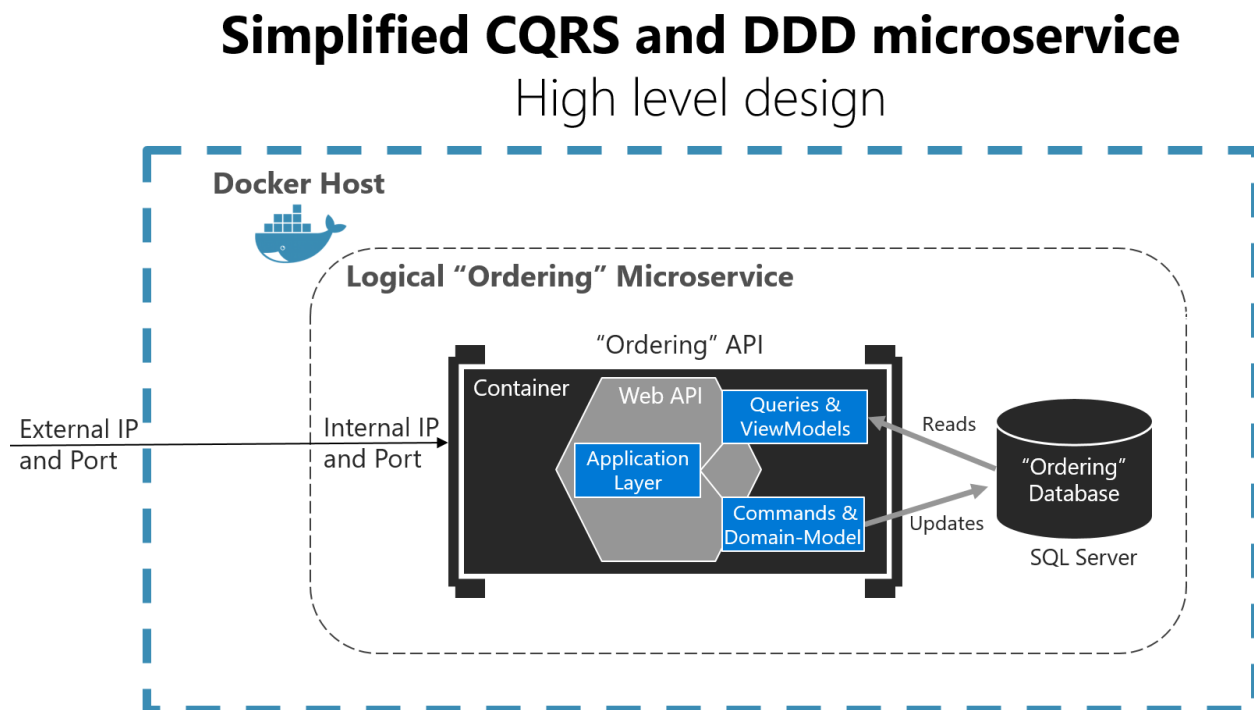 Simplified CQRS and DDD microservice
High level design
Docker Host
Logical “Ordering” Microservice
“Ordering” API
Container
Web API
Queries &
ViewModels
Reads
External IP
and Port
Internal IP
and Port
Application
Layer
“Ordering”
Database
Commands &
Domain-Model
Updates
SQL Server